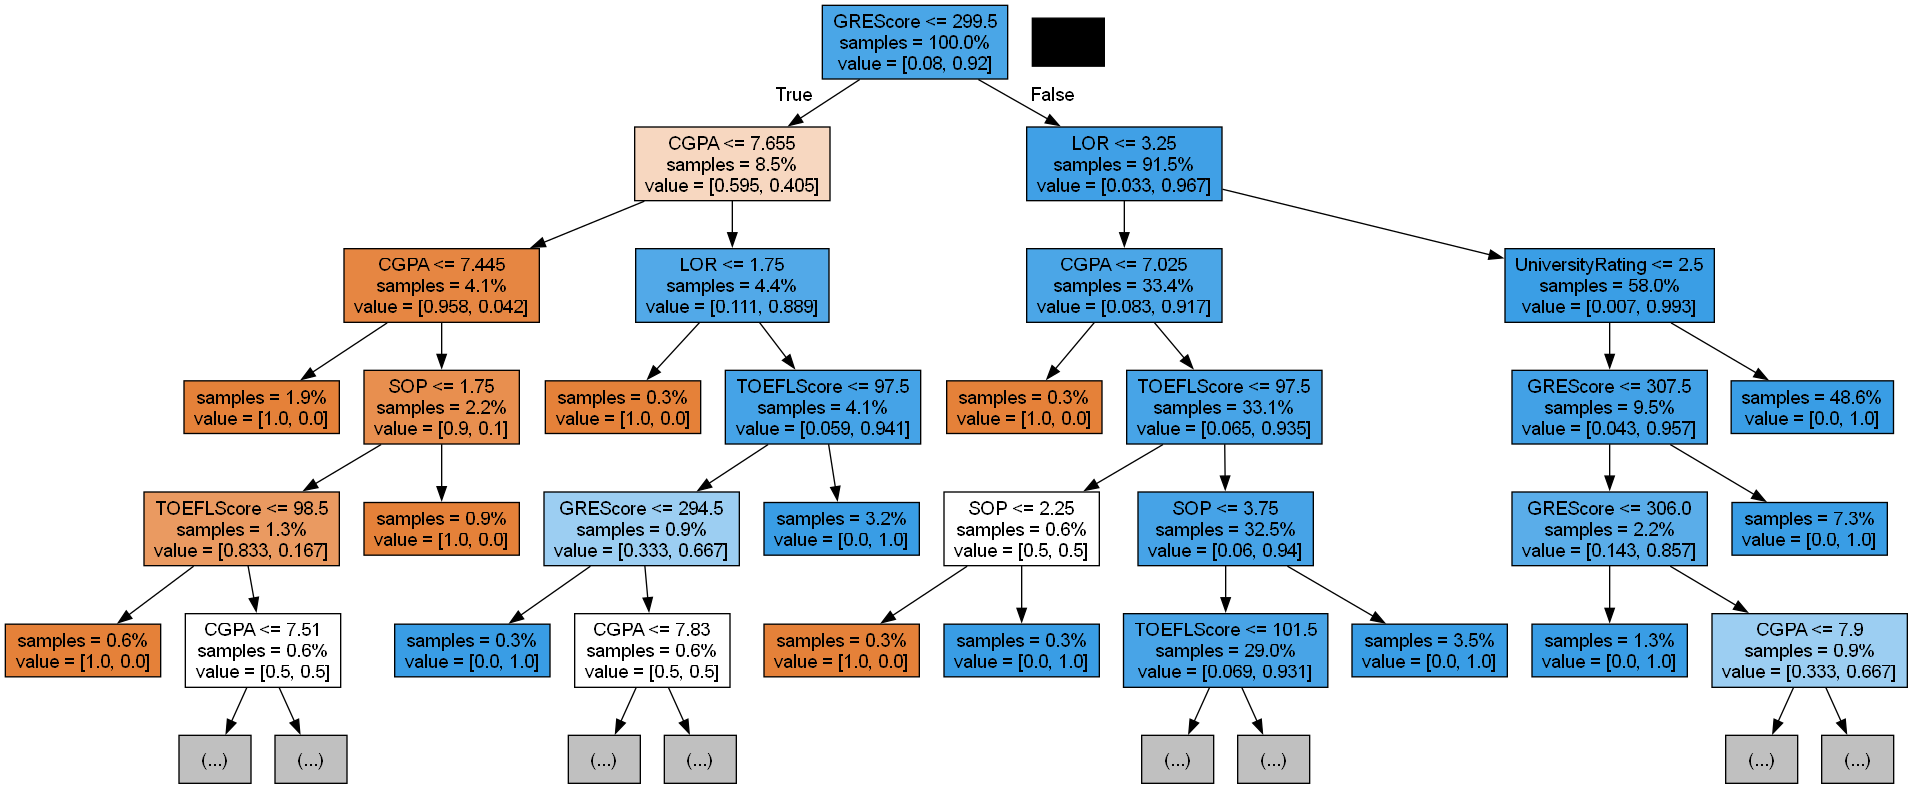 GREScore <= 299.5
samples = 100.0%
value = [0.08, 0.92]
True
False
CGPA <= 7.655
samples = 8.5%
value = [0.595, 0.405]
LOR <= 3.25
samples = 91.5%
value = [0.033, 0.967]
CGPA <= 7.445
samples = 4.1%
value = [0.958, 0.042]
LOR <= 1.75
samples = 4.4%
value = [0.111, 0.889]
CGPA <= 7.025
samples = 33.4%
value = [0.083, 0.917]
UniversityRating <= 2.5
samples = 58.0%
value = [0.007, 0.993]
samples = 1.9%
value = [1.0, 0.0]
SOP <= 1.75
samples = 2.2%
value = [0.9, 0.1]
samples = 0.3%
value = [1.0, 0.0]
TOEFLScore <= 97.5
samples = 4.1%
value = [0.059, 0.941]
samples = 0.3%
value = [1.0, 0.0]
TOEFLScore <= 97.5
samples = 33.1%
value = [0.065, 0.935]
GREScore <= 307.5
samples = 9.5%
value = [0.043, 0.957]
samples = 48.6%
value = [0.0, 1.0]
TOEFLScore <= 98.5
samples = 1.3%
value = [0.833, 0.167]
samples = 0.9%
value = [1.0, 0.0]
GREScore <= 294.5
samples = 0.9%
value = [0.333, 0.667]
samples = 3.2%
value = [0.0, 1.0]
SOP <= 2.25
samples = 0.6%
value = [0.5, 0.5]
SOP <= 3.75
samples = 32.5%
value = [0.06, 0.94]
GREScore <= 306.0
samples = 2.2%
value = [0.143, 0.857]
samples = 7.3%
value = [0.0, 1.0]
samples = 0.6%
value = [1.0, 0.0]
CGPA <= 7.51
samples = 0.6%
value = [0.5, 0.5]
samples = 0.3%
value = [0.0, 1.0]
CGPA <= 7.83
samples = 0.6%
value = [0.5, 0.5]
samples = 0.3%
value = [1.0, 0.0]
samples = 0.3%
value = [0.0, 1.0]
TOEFLScore <= 101.5
samples = 29.0%
value = [0.069, 0.931]
samples = 3.5%
value = [0.0, 1.0]
samples = 1.3%
value = [0.0, 1.0]
CGPA <= 7.9
samples = 0.9%
value = [0.333, 0.667]
(...)
(...)
(...)
(...)
(...)
(...)
(...)
(...)